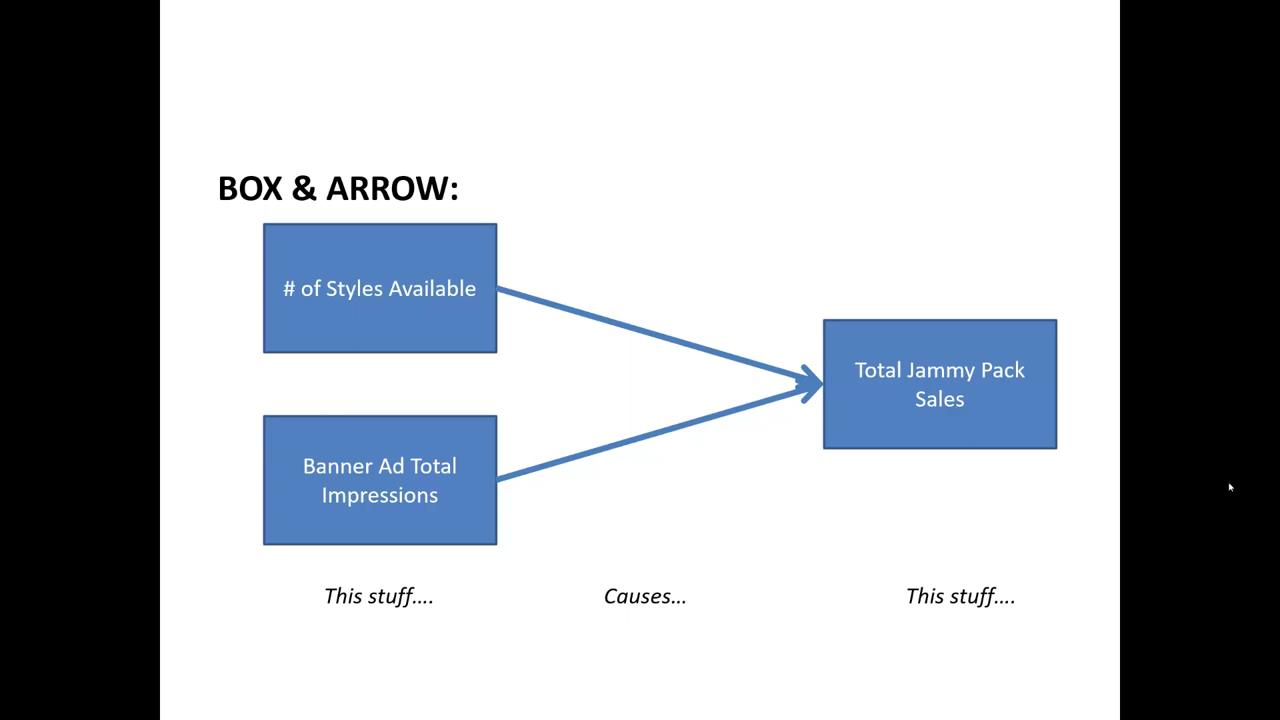 BOX & ARROW:
# of Styles Available
Banner Ad Total
Impressions
Total Jammy Pack
Sales
This stuff....
Causes...
This stuff....